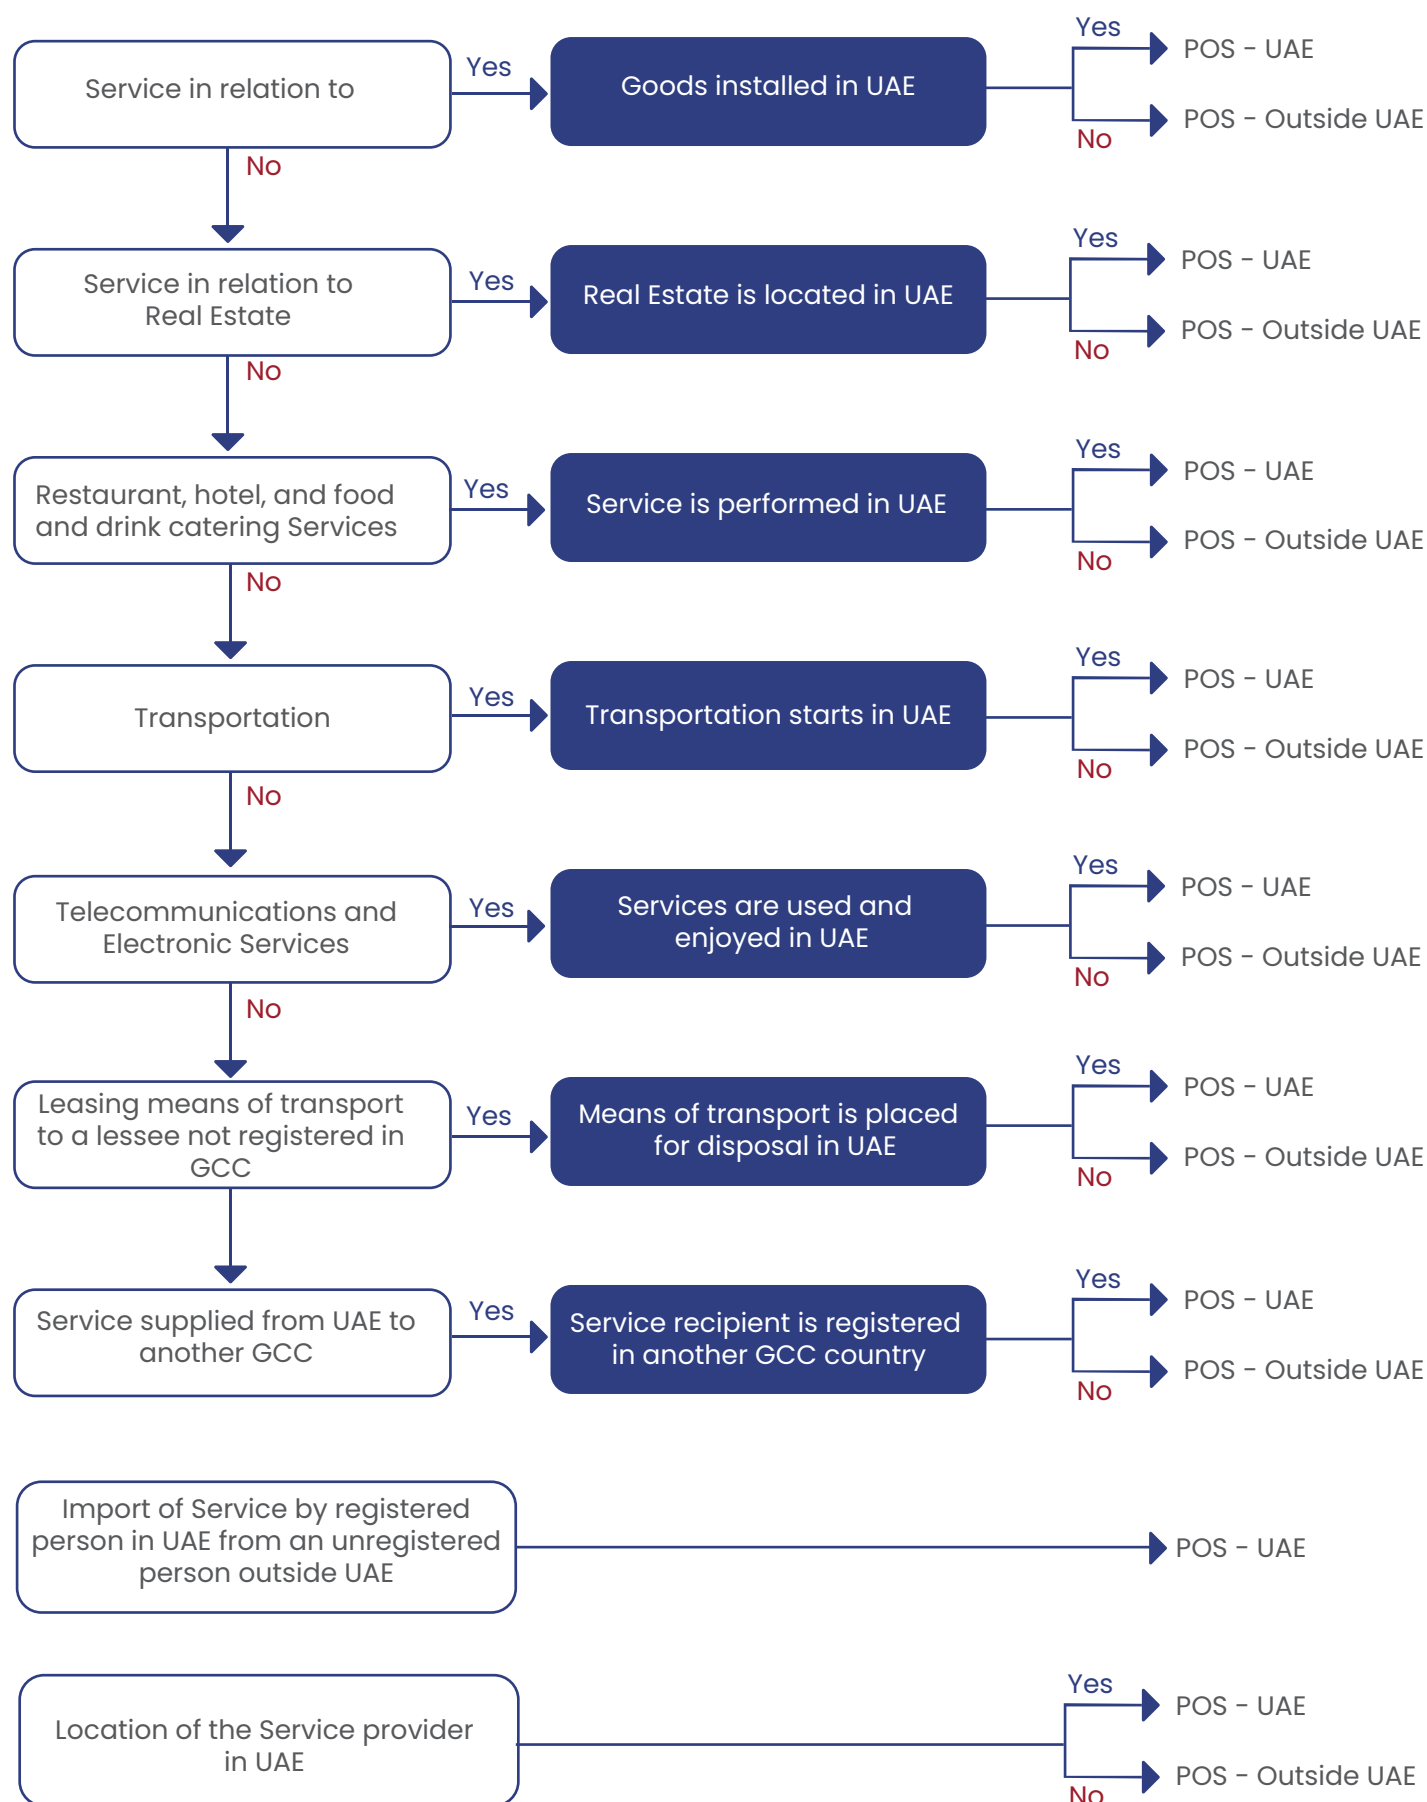 Service in relation to
Yes
Goods installed in UAE
Yes
POS - UAE
No
POS - Outside UAE
No
Service in relation to
Real Estate
Yes
Real Estate is located in UAE
Yes
POS - UAE
No
POS - Outside UAE
No
Restaurant, hotel, and food
and drink catering Services
Yes
Service is performed in UAE
Yes
POS - UAE
No
POS - Outside UAE
No
Transportation
Yes
Transportation starts in UAE
Yes
POS - UAE
No
POS - Outside UAE
No
Telecommunications and
Electronic Services
Yes
Services are used and
enjoyed in UAE
Yes
POS - UAE
No
POS - Outside UAE
No
Leasing means of transport
to a lessee not registered in
GCC
Yes
Means of transport is placed
for disposal in UAE
Yes
POS - UAE
No
POS - Outside UAE
Service supplied from UAE to
another GCC
Yes
Service recipient is registered
in another GCC country
Yes
POS - UAE
No
POS - Outside UAE
Import of Service by registered
person in UAE from an unregistered
person outside UAE
POS - UAE
Location of the Service provider
in UAE
Yes
POS - UAE
No
POS - Outside UAE